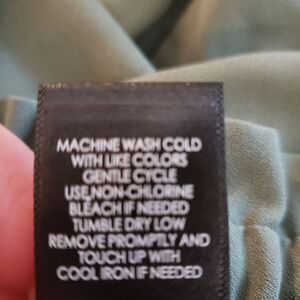 MACHINE WASH COLD
WITH LIKE COLORS
GENTLE CYCLE
USE NON-CHLORINE
BLEACH IF NEEDED
TUMBLE DRY LOW
REMOVE PROMPTLY AND
TOUCH UP WITH
COOL IRON IF NEEDED